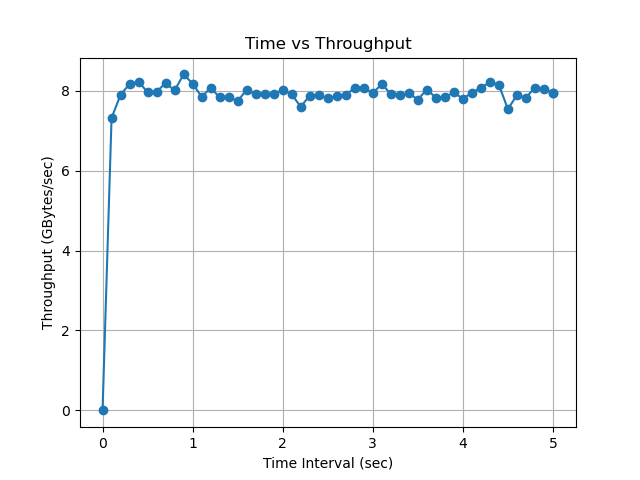 Time vs Throughput
Throughput (GBytes/sec)
8
6
4
2
0
0 1 2 3 4 5
Time Interval (sec)